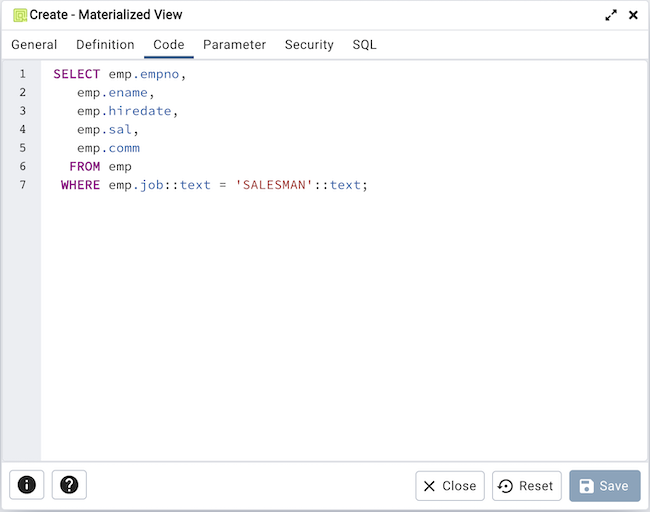 Create - Materialized View
General Definition Code Parameter Security SQL
1 SELECT emp.empno,
2 emp.ename,
3 emp.hiredate,
4 emp.sal,
5 emp.comm
6 FROM emp
7 WHERE emp.job::text = 'SALESMAN'::text;
Close Reset Save